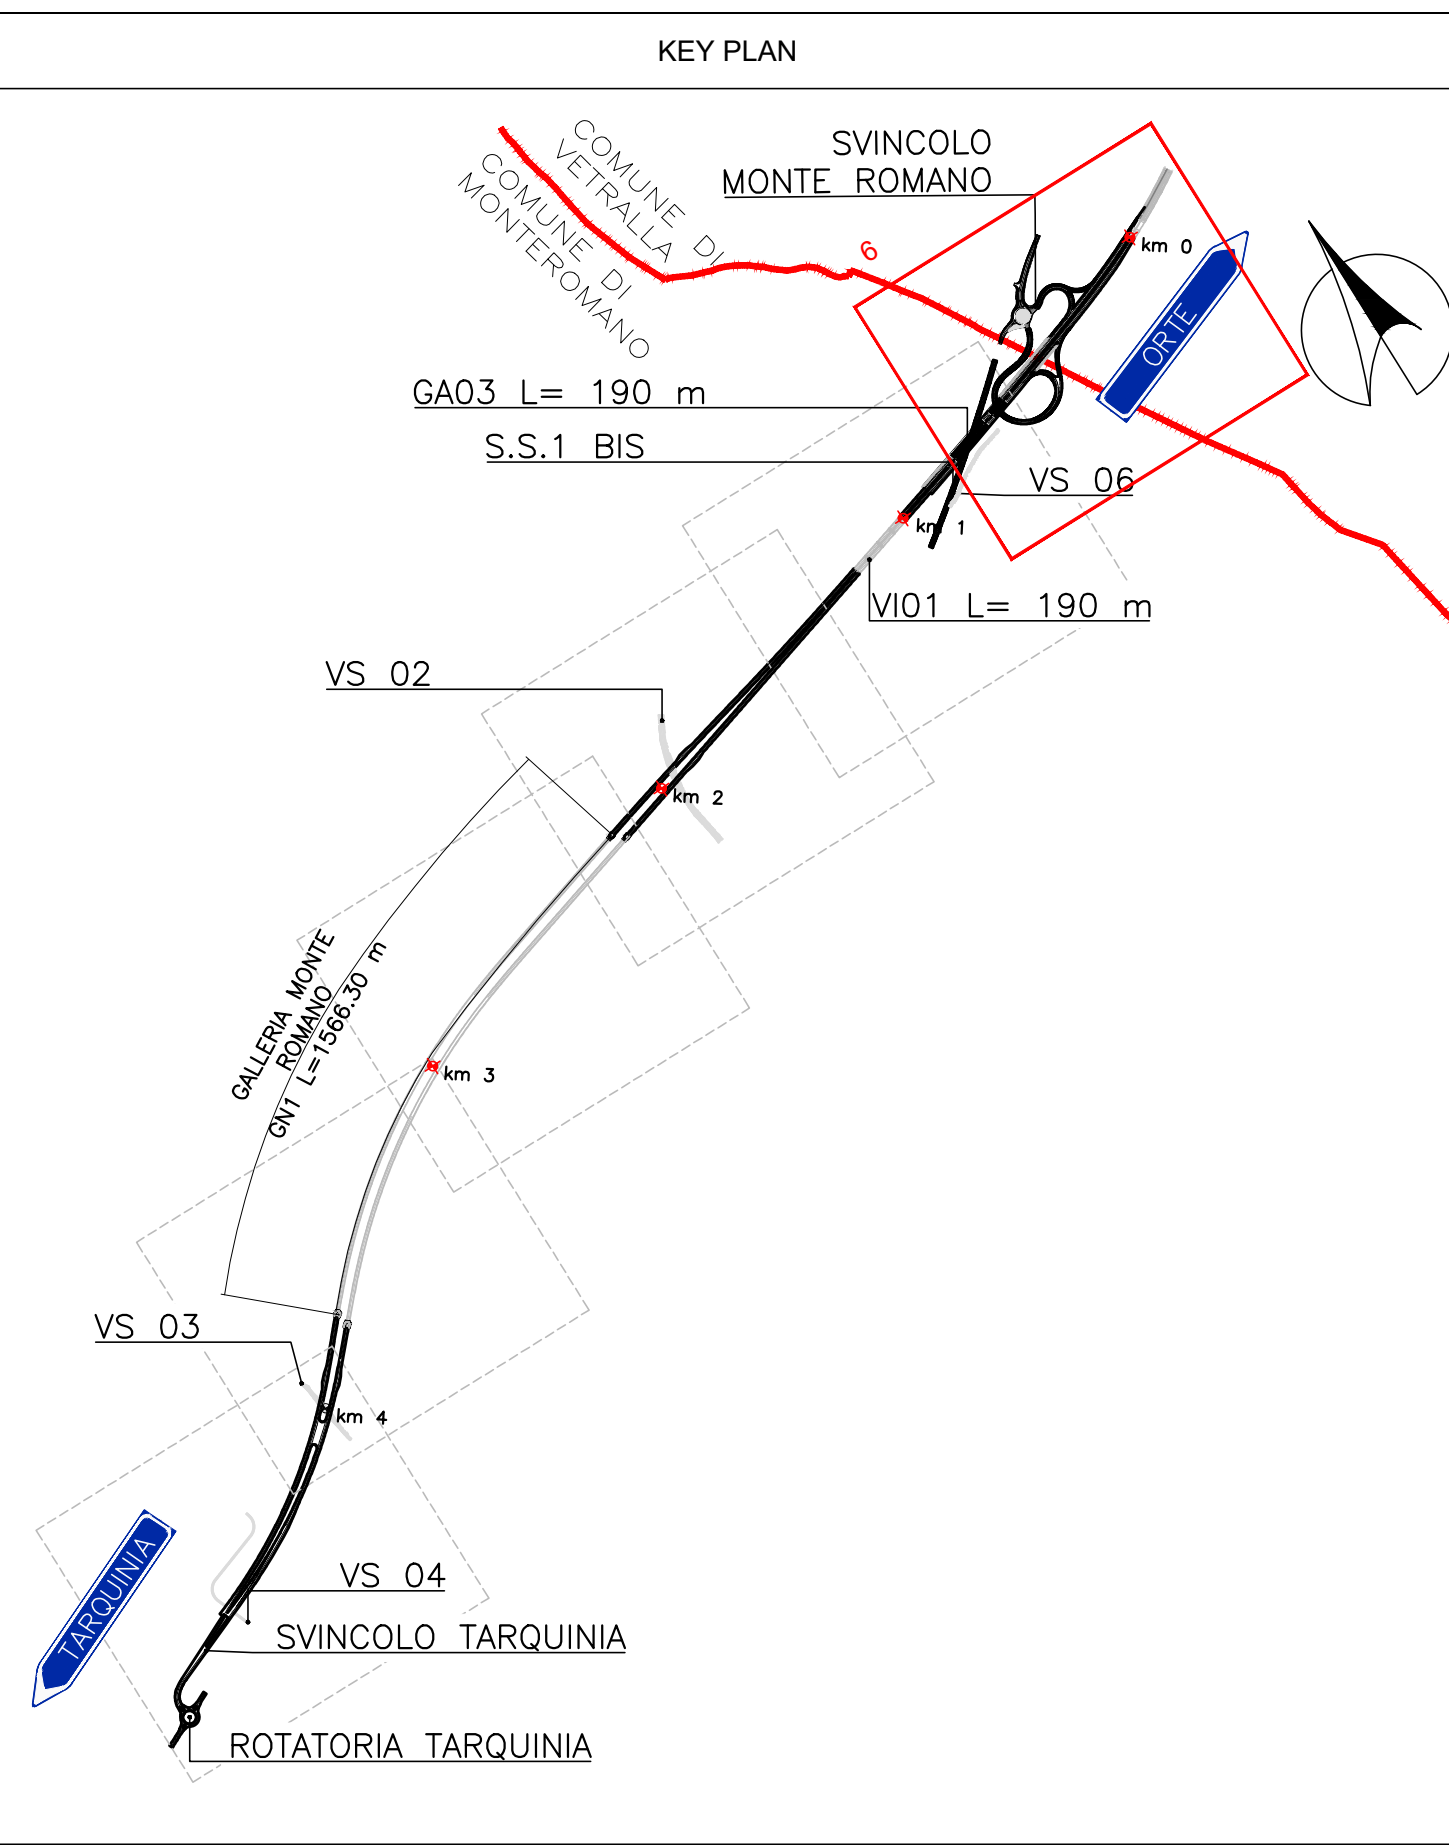 KEY PLAN
COMUNE DI
VETRALLA
COMUNE DI
MONTEROMANO
SVINCOLO
MONTE ROMANO
6
km 0
ORTE
GA03 L= 190 m
S.S.1 BIS
VS 06
km 1
VI01 L= 190 m
VS 02
km 2
GALLERIA MONTE
ROMANO
GN1 L=1566.30 m
km 3
VS 03
km 4
TARQUINIA
VS 04
SVINCOLO TARQUINIA
ROTATORIA TARQUINIA